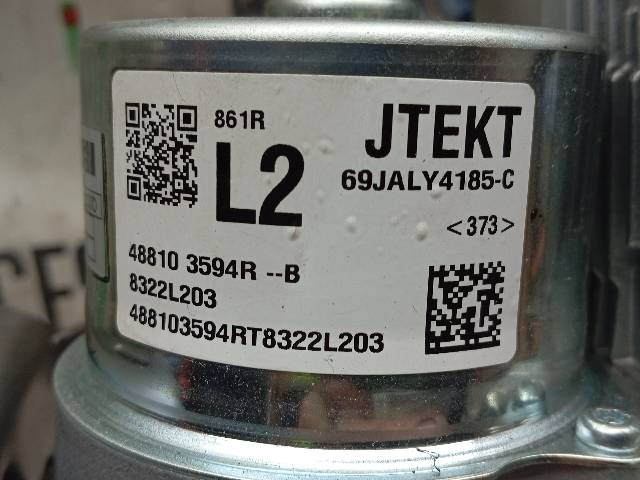 861R
JTEKT
L2
69JALY4185-C
<373>
48810 3594R --B
8322L203
488103594RT8322L203